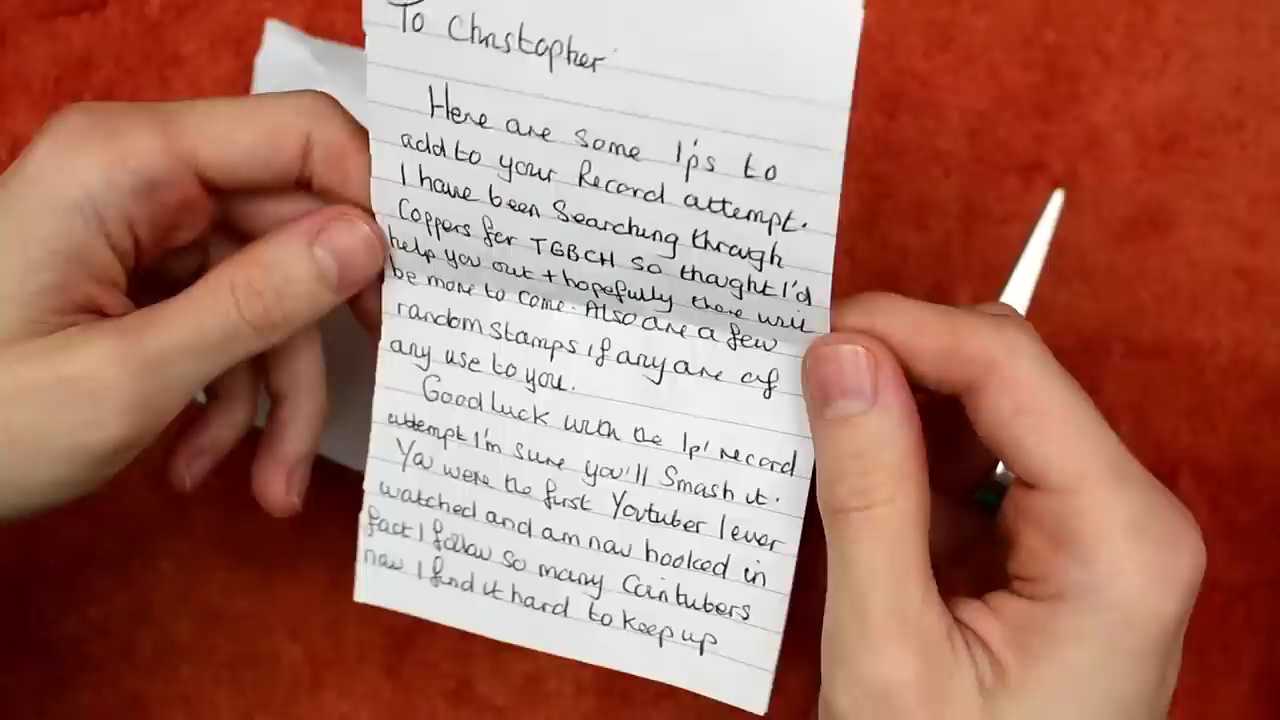 To Christopher
Here are some 1p's to
add to your Record attempt.
I have been Searching through
Coppers for TGBCH so thought I'd
help you out + hopefully there will
be more to come. Also are a few
random stamps if any are of
any use to you.
Good luck with the 1p' record
attempt I'm sure you'll Smash it.
You were the first Youtuber I ever
watched and am now hooked in
fact I follow so many Cointubers
now I find it hard to keep up